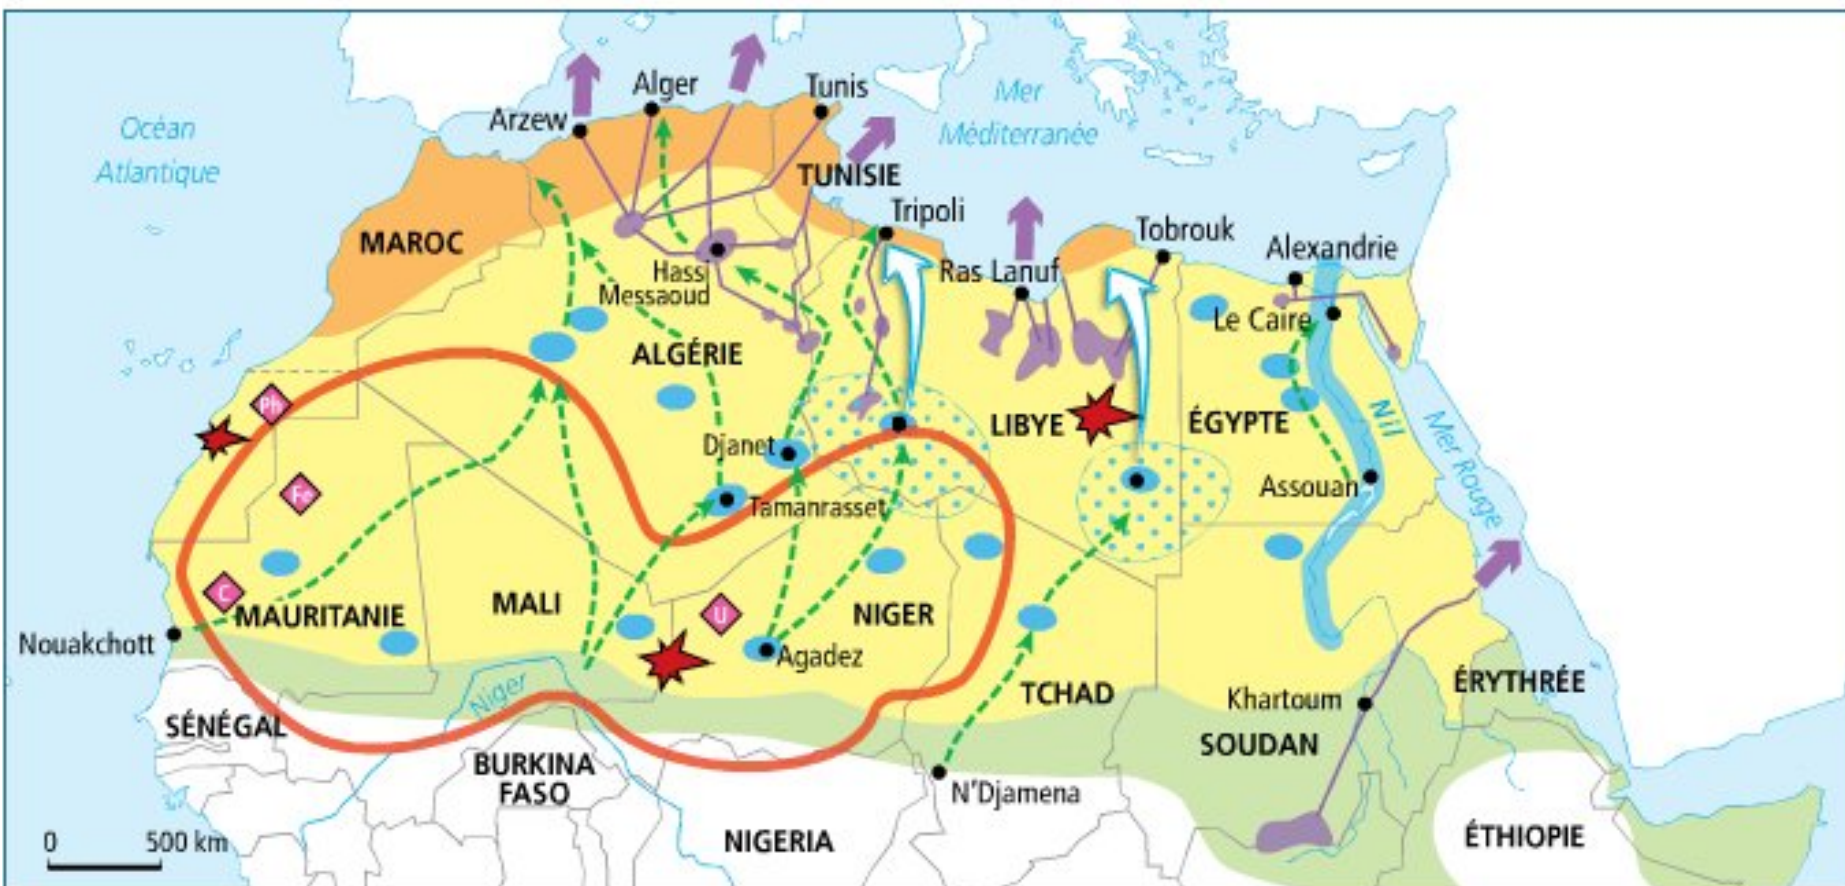 Océan
Atlantique
Arzew
Alger
Tunis
Mer
Méditerranée
MAROC
TUNISIE
Tripoli
Ras Lanuf
Tobrouk
Alexandrie
Hassi
Messaoud
Le Caire
ALGÉRIE
Ph
LIBYE
ÉGYPTE
Nil
Mer Rouge
Djanet
Fe
Tamanrasset
Assouan
C
MAURITANIE
MALI
U
NIGER
Nouakchott
Agadez
Niger
TCHAD
Khartoum
ÉRYTHRÉE
SÉNÉGAL
SOUDAN
BURKINA
FASO
N'Djamena
NIGERIA
ÉTHIOPIE
0 500 km